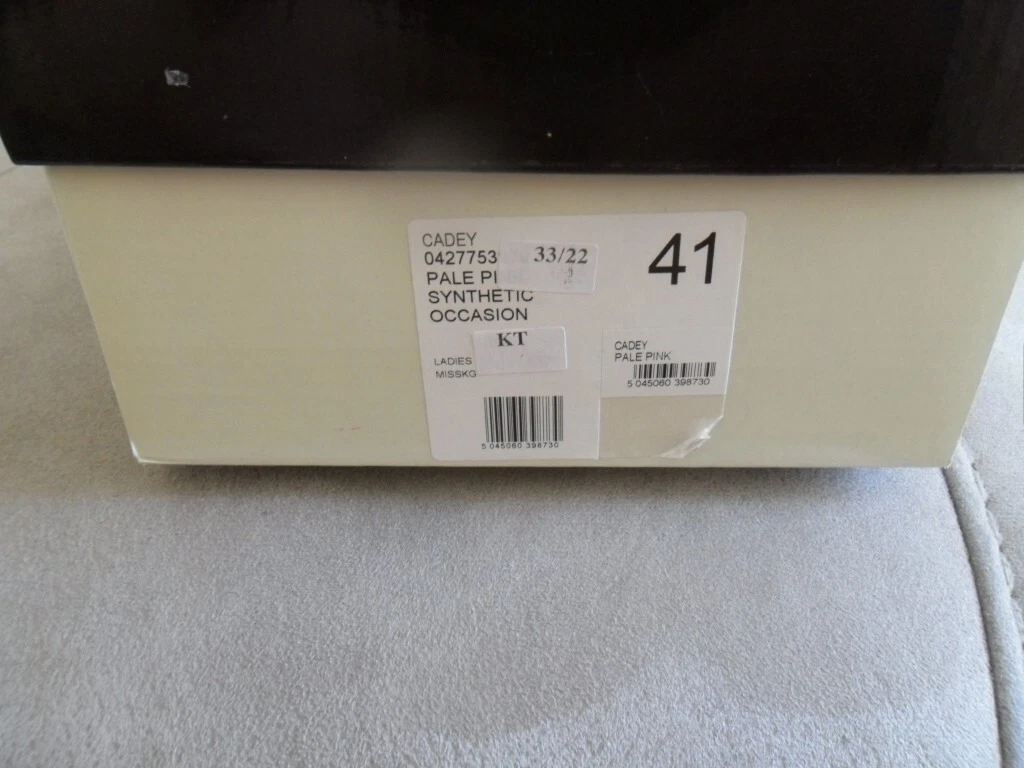 CADEY
0427753
33/22
PALE
SYNTHETIC
OCCASION
KT
LADIES
MISSKG
5 045060 398730
41
CADEY
PALE PINK
5 045060 398730